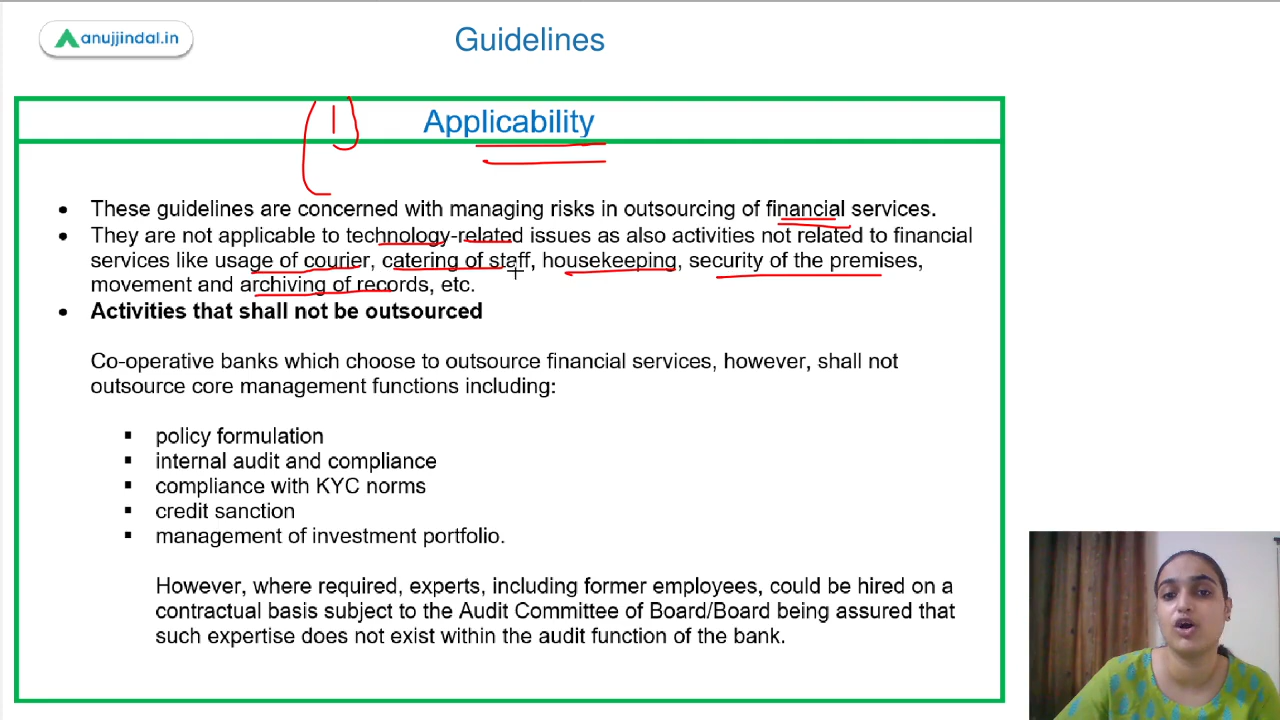 anujjindal.in
Guidelines
1
Applicability
• These guidelines are concerned with managing risks in outsourcing of financial services.
• They are not applicable to technology-related issues as also activities not related to financial
services like usage of courier, catering of staff, housekeeping, security of the premises,
movement and archiving of records, etc.
• Activities that shall not be outsourced
Co-operative banks which choose to outsource financial services, however, shall not
outsource core management functions including:
▪ policy formulation
▪ internal audit and compliance
▪ compliance with KYC norms
▪ credit sanction
▪ management of investment portfolio.
However, where required, experts, including former employees, could be hired on a
contractual basis subject to the Audit Committee of Board/Board being assured that
such expertise does not exist within the audit function of the bank.